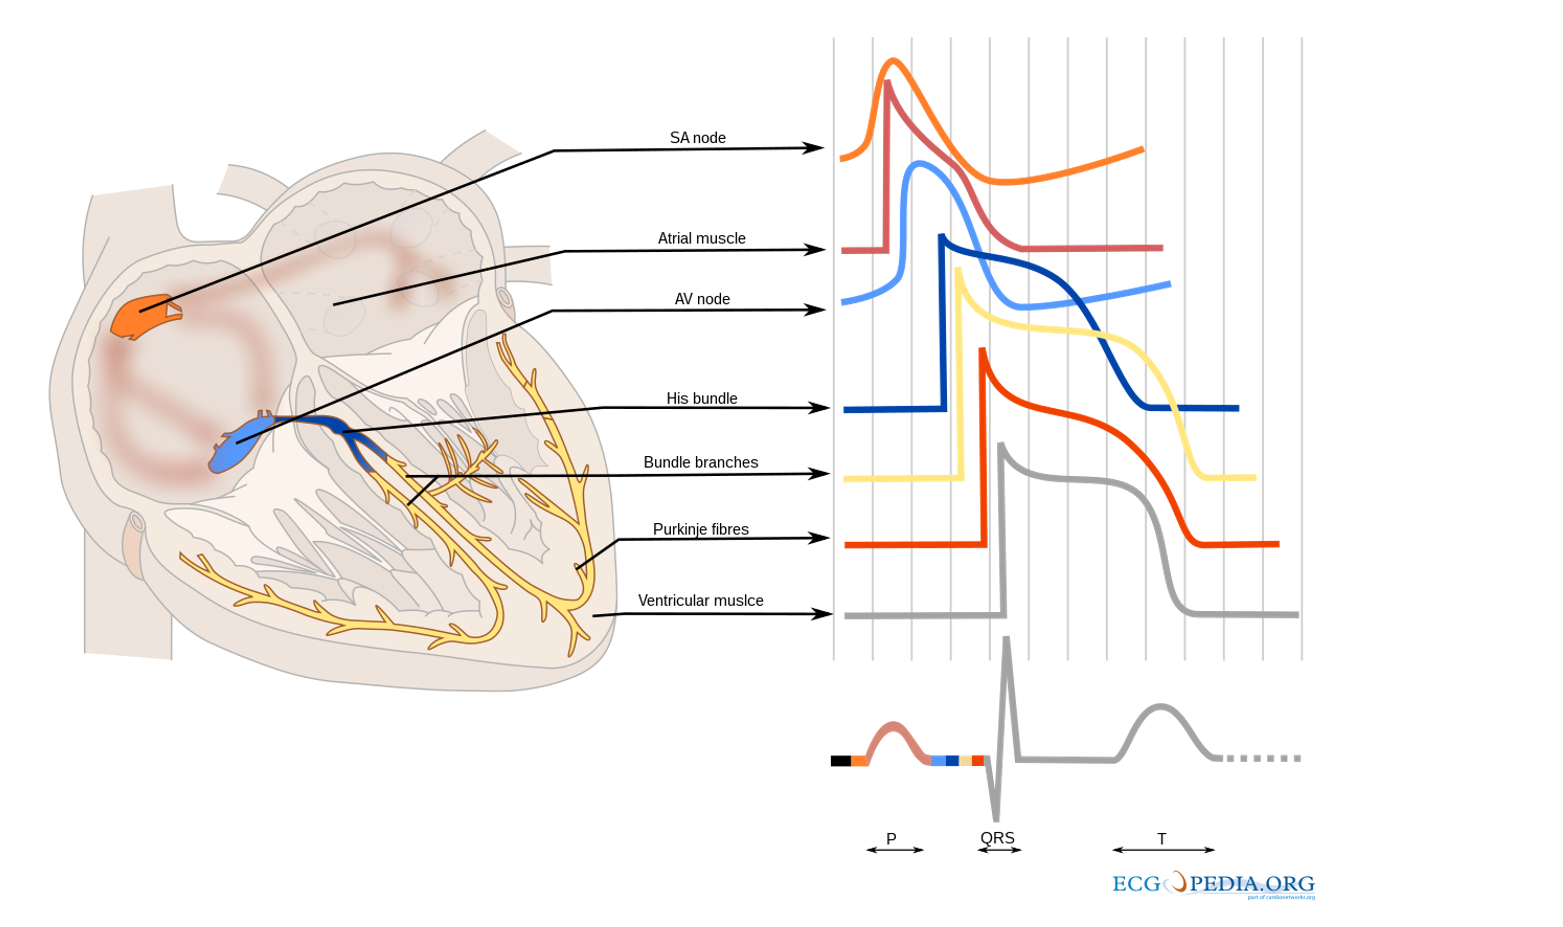 SA node
Atrial muscle
AV node
His bundle
Bundle branches
Purkinje fibres
Ventricular muslce
P
QRS
T
ECGPEDIA.ORG
part of cardionetworks.org